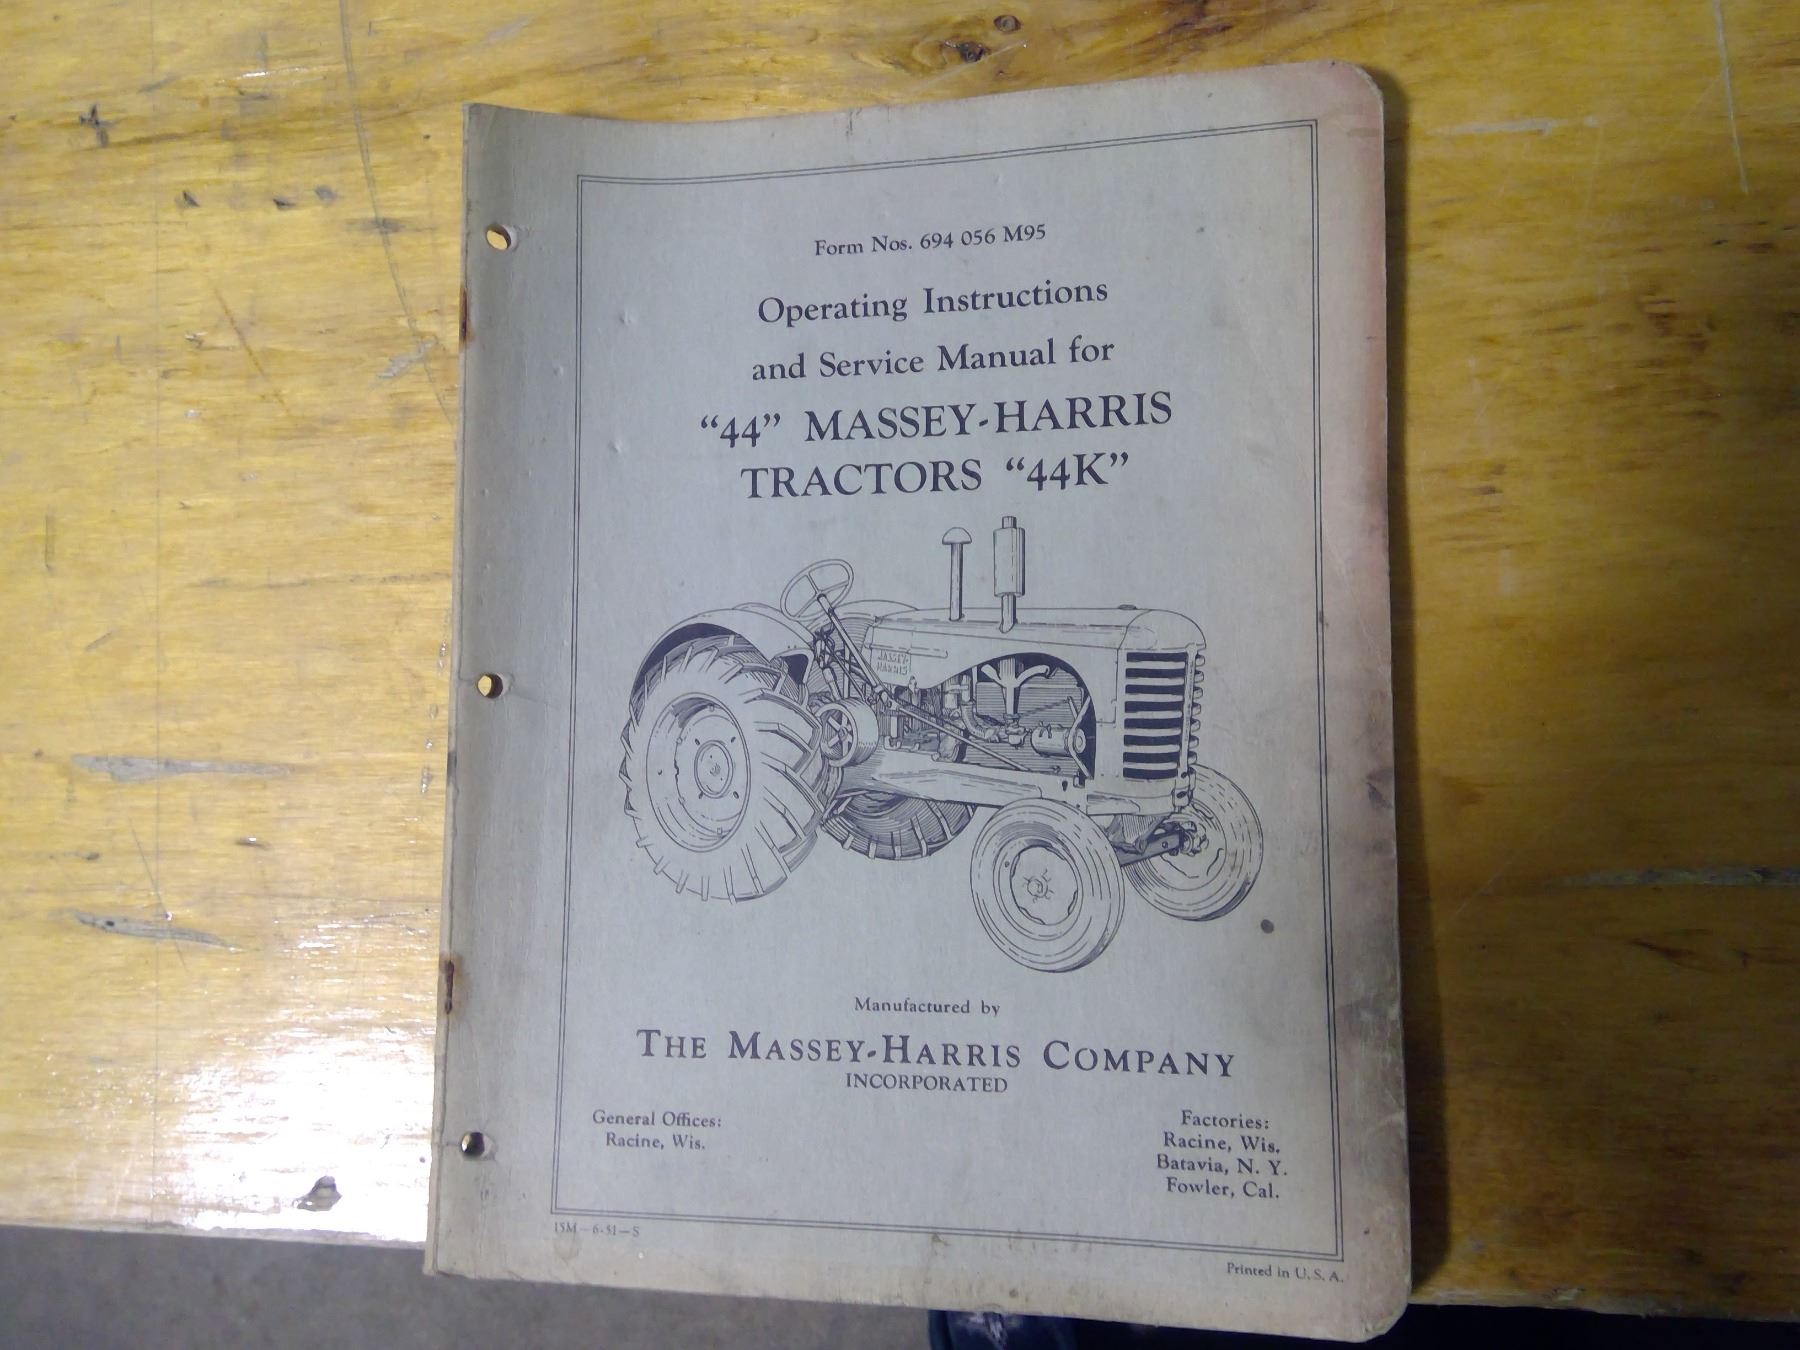 Form Nos. 694 056 M95
Operating Instructions
and Service Manual for
“44” MASSEY-HARRIS
TRACTORS “44K”
MASSEY-
HARRIS
Manufactured by
THE MASSEY-HARRIS COMPANY
INCORPORATED
General Offices:
Racine, Wis.
Factories:
Racine, Wis.
Batavia, N. Y.
Fowler, Cal.
15M—6-51—S
Printed in U. S. A.